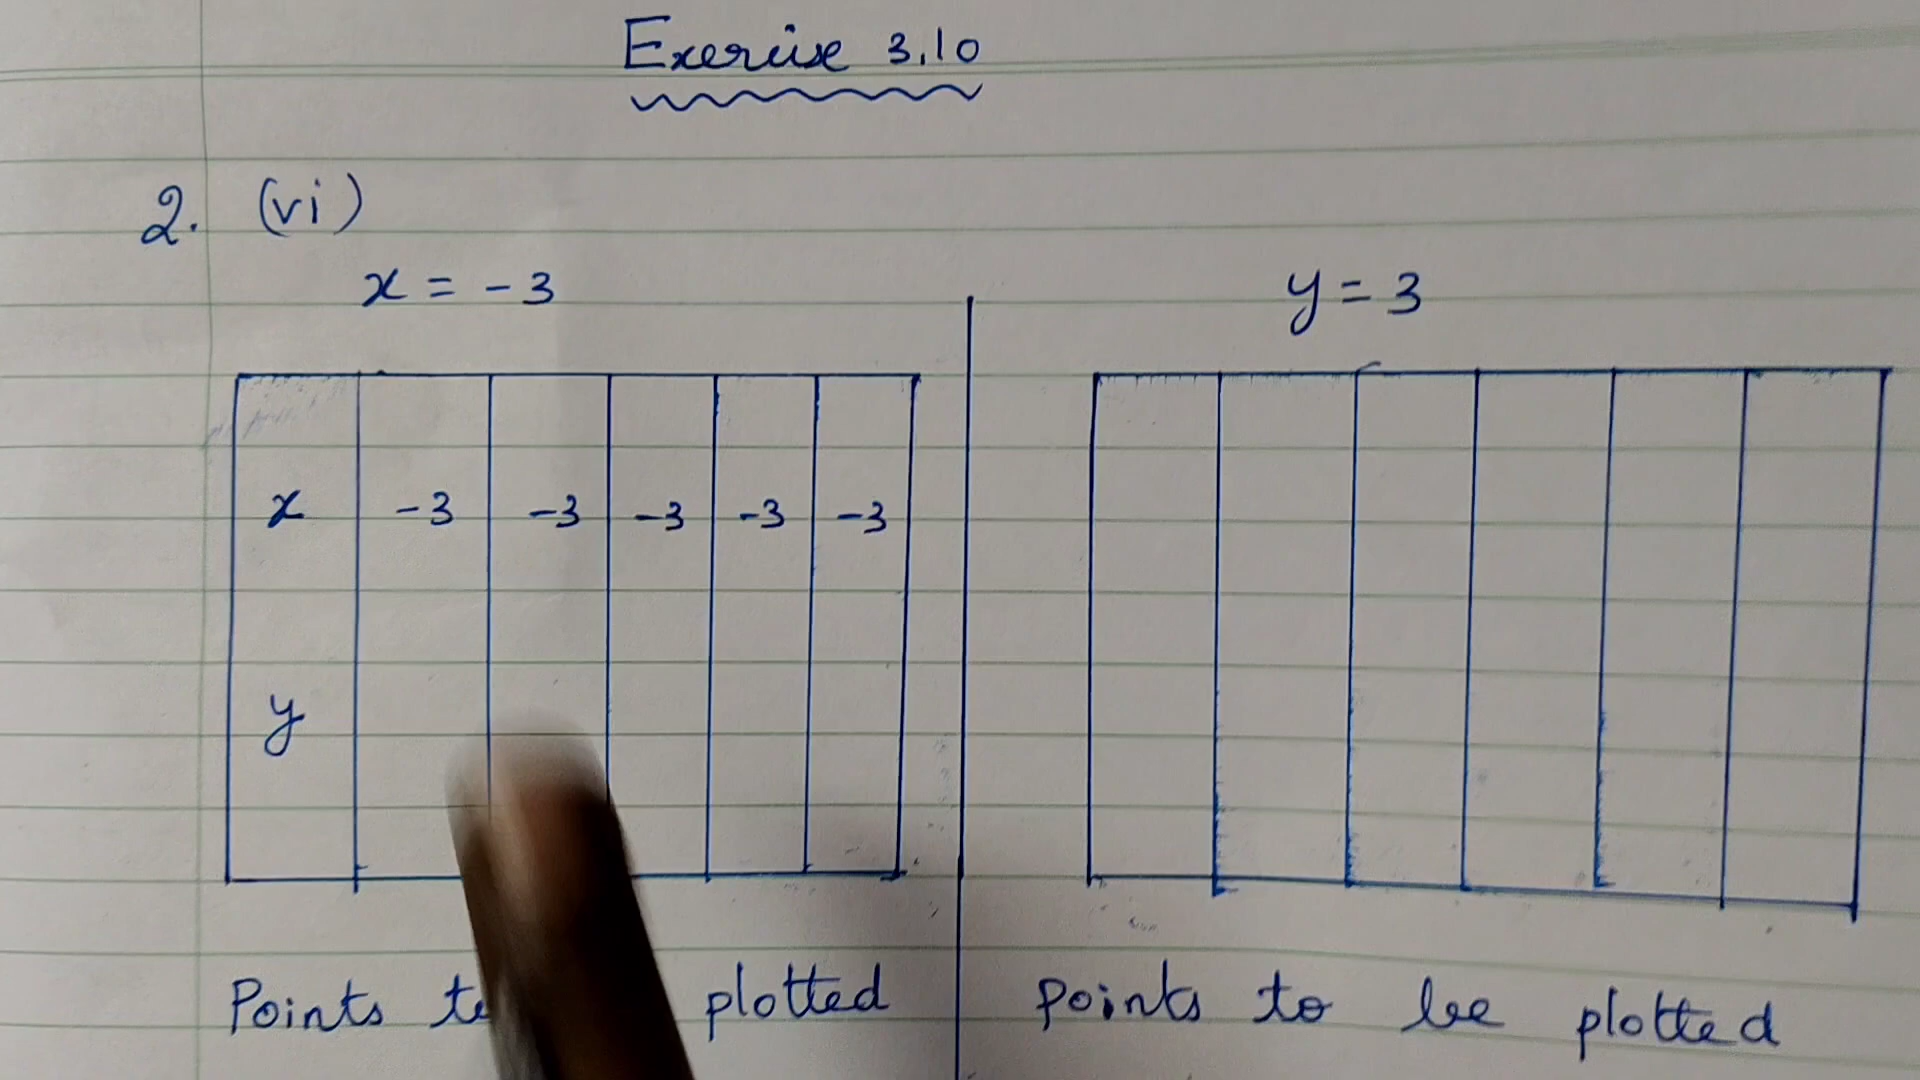 Exercise 3.10
2. (vi)
x = -3
y = 3
x -3 -3 -3 -3 -3
y
Points plotted
Points to be plotted